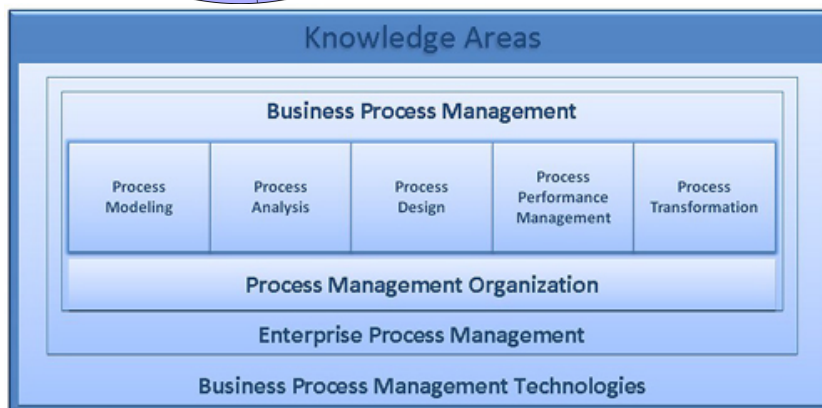 Knowledge Areas
Business Process Management
Process
Modeling
Process
Analysis
Process
Design
Process
Performance
Management
Process
Transformation
Process Management Organization
Enterprise Process Management
Business Process Management Technologies